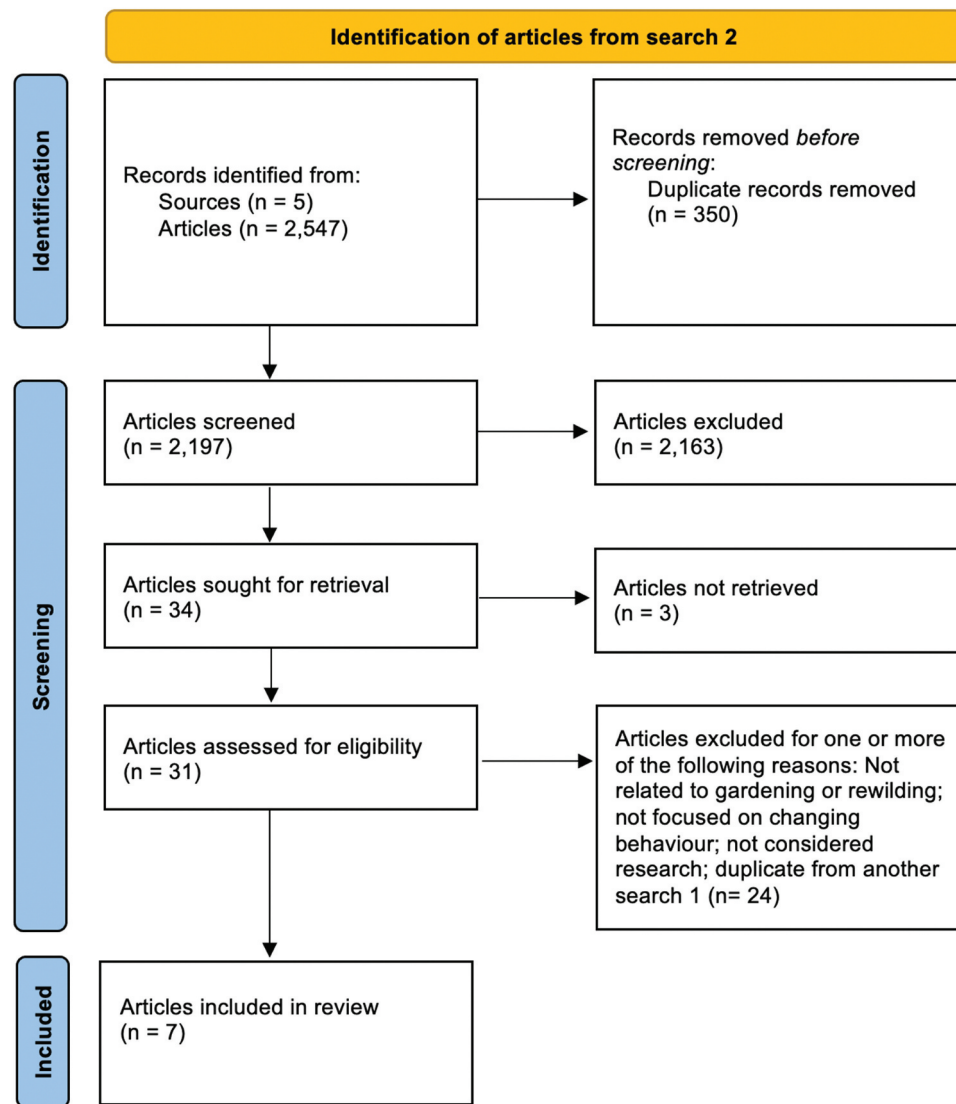 Identification of articles from search 2
Identification
Records identified from:
Sources (n = 5)
Articles (n = 2,547)
Records removed before
screening:
Duplicate records removed
(n = 350)
Screening
Articles screened
(n = 2,197)
Articles excluded
(n = 2,163)
Articles sought for retrieval
(n = 34)
Articles not retrieved
(n = 3)
Articles assessed for eligibility
(n = 31)
Articles excluded for one or more
of the following reasons: Not
related to gardening or rewilding;
not focused on changing
behaviour; not considered
research; duplicate from another
search 1 (n= 24)
Included
Articles included in review
(n = 7)